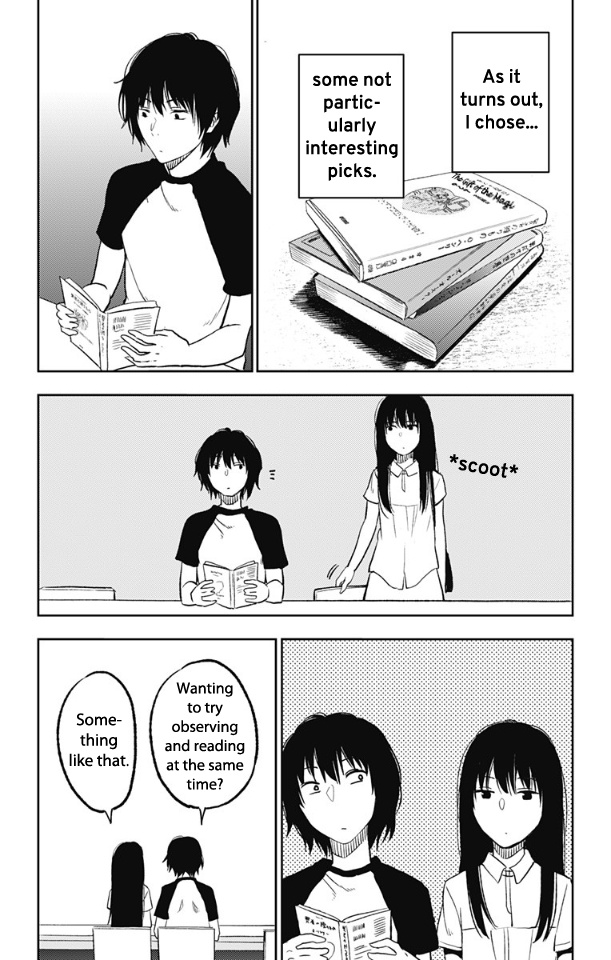 As it
turns out,
I chose...
some not
partic-
ularly
interesting
picks.
The Gift of the Magi
*scoot*
Wanting
to try
observing
and reading
at the same
time?
Some-
thing
like that.